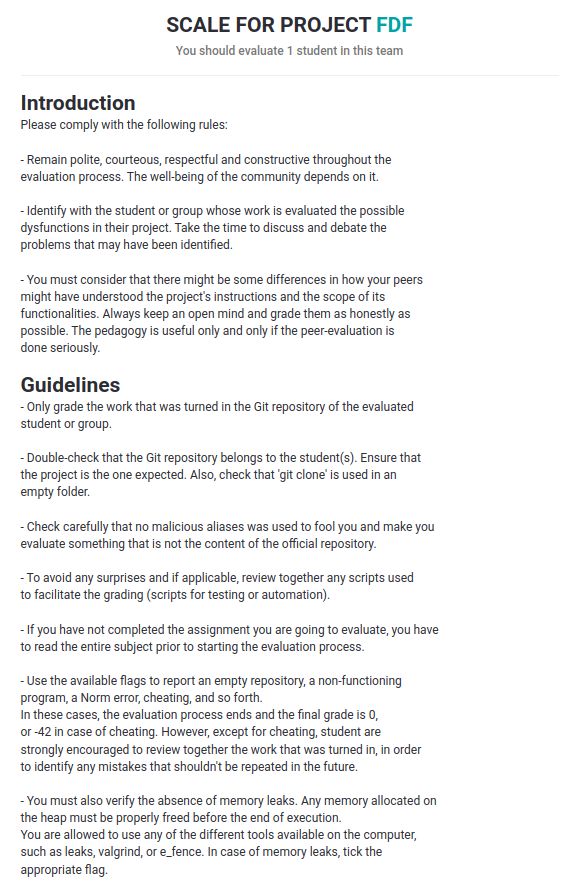 SCALE FOR PROJECT FDF
You should evaluate 1 student in this team
Introduction
Please comply with the following rules:
- Remain polite, courteous, respectful and constructive throughout the
evaluation process. The well-being of the community depends on it.
- Identify with the student or group whose work is evaluated the possible
dysfunctions in their project. Take the time to discuss and debate the
problems that may have been identified.
- You must consider that there might be some differences in how your peers
might have understood the project's instructions and the scope of its
functionalities. Always keep an open mind and grade them as honestly as
possible. The pedagogy is useful only and only if the peer-evaluation is
done seriously.
Guidelines
- Only grade the work that was turned in the Git repository of the evaluated
student or group.
- Double-check that the Git repository belongs to the student(s). Ensure that
the project is the one expected. Also, check that 'git clone' is used in an
empty folder.
- Check carefully that no malicious aliases was used to fool you and make you
evaluate something that is not the content of the official repository.
- To avoid any surprises and if applicable, review together any scripts used
to facilitate the grading (scripts for testing or automation).
- If you have not completed the assignment you are going to evaluate, you have
to read the entire subject prior to starting the evaluation process.
- Use the available flags to report an empty repository, a non-functioning
program, a Norm error, cheating, and so forth.
In these cases, the evaluation process ends and the final grade is 0,
or -42 in case of cheating. However, except for cheating, student are
strongly encouraged to review together the work that was turned in, in order
to identify any mistakes that shouldn't be repeated in the future.
- You must also verify the absence of memory leaks. Any memory allocated on
the heap must be properly freed before the end of execution.
You are allowed to use any of the different tools available on the computer,
such as leaks, valgrind, or e_fence. In case of memory leaks, tick the
appropriate flag.